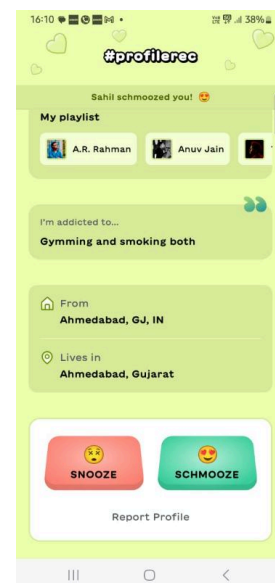 16:10
38%
#profilerec
Sahil schmoozed you! 😍
My playlist
A.R. Rahman
Anuv Jain
I'm addicted to...
Gymming and smoking both
From
Ahmedabad, GJ, IN
Lives in
Ahmedabad, Gujarat
SNOOZE
SCHMOOZE
Report Profile